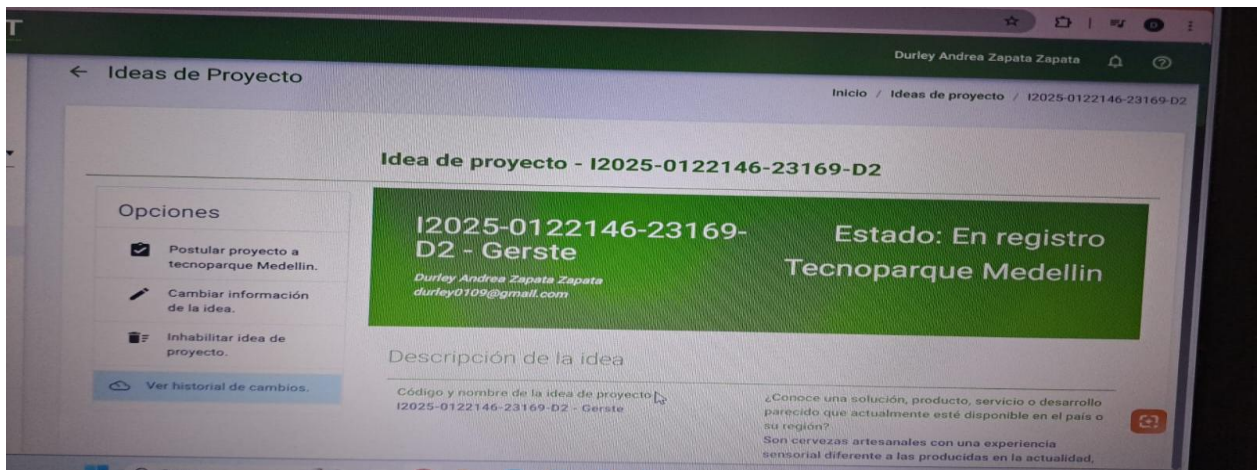 T
Durley Andrea Zapata Zapata
Ideas de Proyecto
Inicio / Ideas de proyecto / I2025-0122146-23169-D2
Idea de proyecto - I2025-0122146-23169-D2
Opciones
Postular proyecto a
tecnoparque Medellin.
Cambiar información
de la idea.
Inhabilitar idea de
proyecto.
Ver historial de cambios.
I2025-0122146-23169-
D2 - Gerste
Durley Andrea Zapata Zapata
durley0109@gmail.com
Estado: En registro
Tecnoparque Medellin
Descripción de la idea
Código y nombre de la idea de proyecto
I2025-0122146-23169-D2 - Gerste
¿Conoce una solución, producto, servicio o desarrollo
parecido que actualmente esté disponible en el país o
su región?
Son cervezas artesanales con una experiencia
sensorial diferente a las producidas en la actualidad,